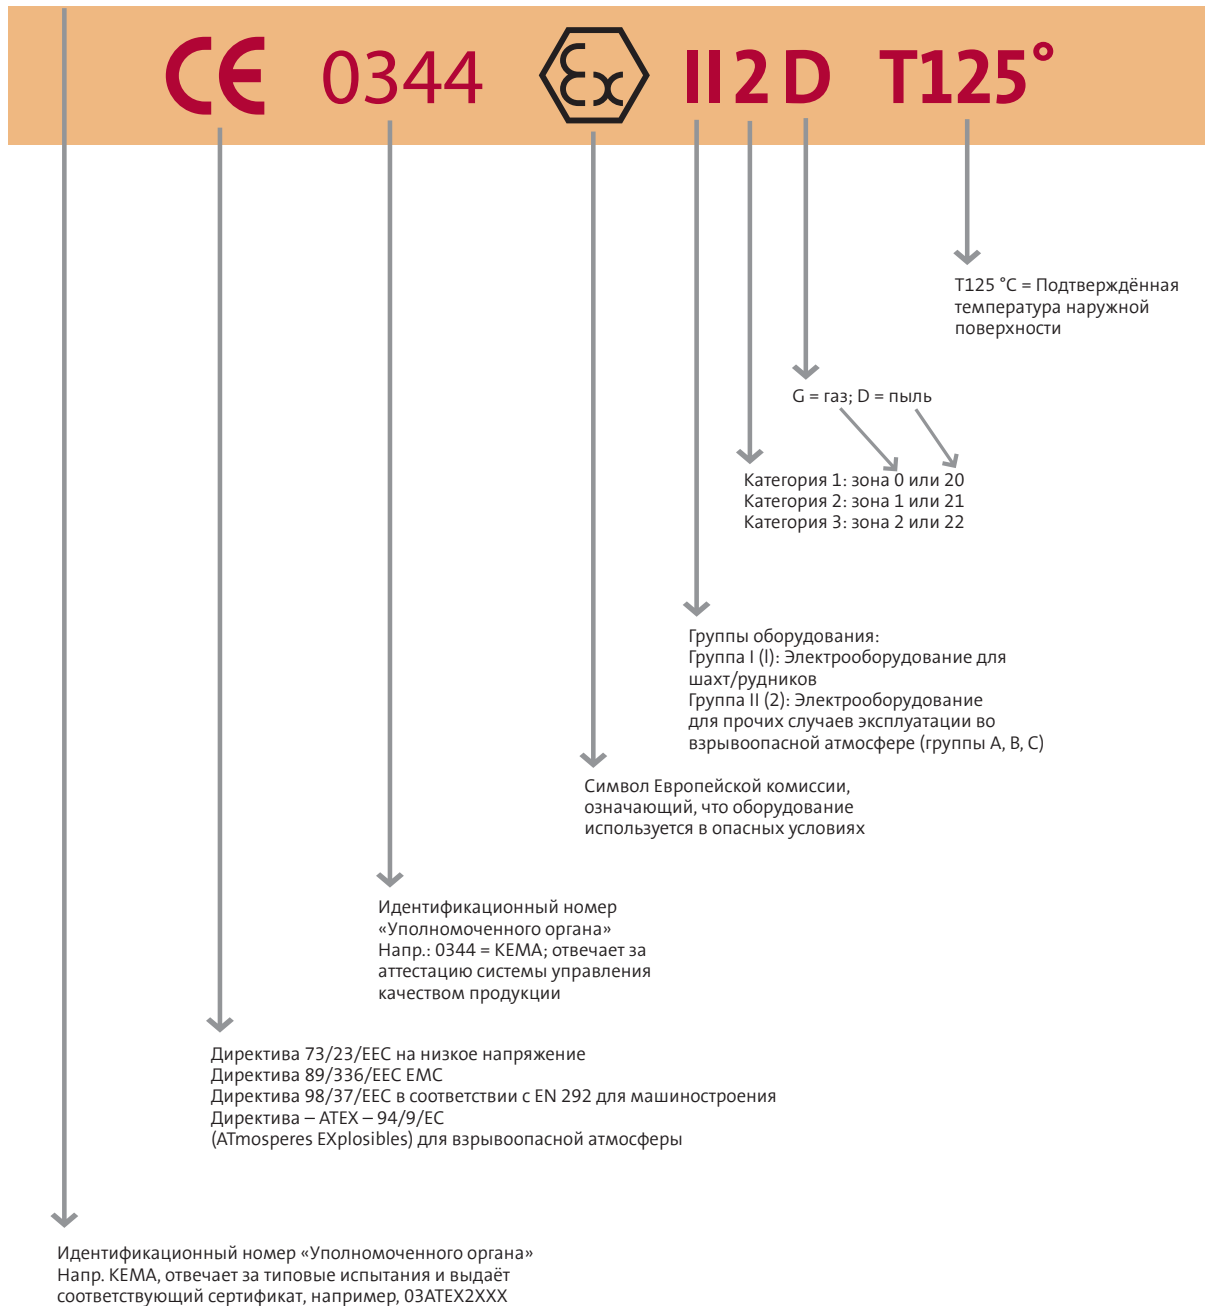 CE 0344 Ex II 2 D T125°
T125 °C = Подтверждённая
температура наружной
поверхности
G = газ; D = пыль
Категория 1: зона 0 или 20
Категория 2: зона 1 или 21
Категория 3: зона 2 или 22
Группы оборудования:
Группа I (l): Электрооборудование для
шахт/рудников
Группа II (2): Электрооборудование
для прочих случаев эксплуатации во
взрывоопасной атмосфере (группы A, B, C)
Символ Европейской комиссии,
означающий, что оборудование
используется в опасных условиях
Идентификационный номер
«Уполномоченного органа»
Напр.: 0344 = KEMA; отвечает за
аттестацию системы управления
качеством продукции
Директива 73/23/EEC на низкое напряжение
Директива 89/336/EEC EMC
Директива 98/37/EEC в соответствии с EN 292 для машиностроения
Директива – ATEX – 94/9/EC
(ATmosperes EXplosibles) для взрывоопасной атмосферы
Идентификационный номер «Уполномоченного органа»
Напр. KEMA, отвечает за типовые испытания и выдаёт
соответствующий сертификат, например, 03ATEX2XXX